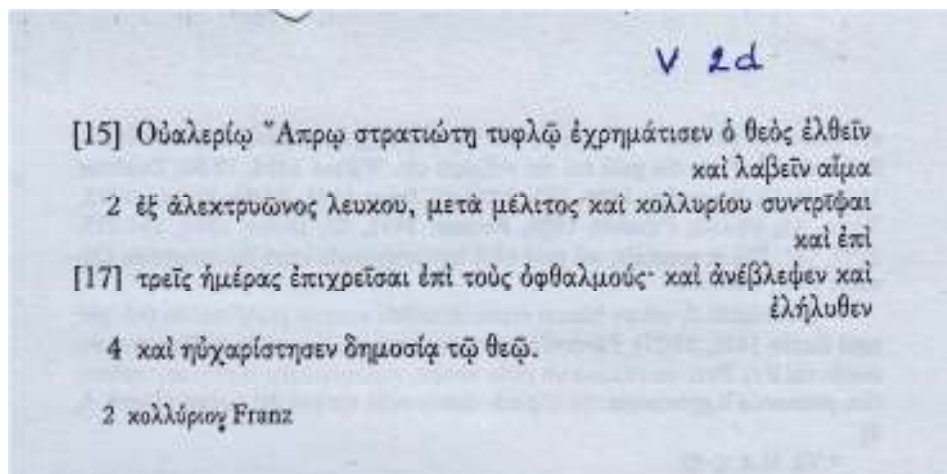 V 2d
[15] Οὐαλερίῳ Ἄπρῳ στρατιώτῃ τυφλῷ ἐχρημάτισεν ὁ θεὸς ἐλθεῖν
καὶ λαβεῖν αἷμα
2 ἐξ ἀλεκτρυῶνος λευκου, μετὰ μέλιτος καὶ κολλυρίου συντρῖψαι
καὶ ἐπὶ
[17] τρεῖς ἡμέρας ἐπιχρεῖσαι ἐπὶ τοὺς ὀφθαλμούς· καὶ ἀνέβλεψεν καὶ
ἐλήλυθεν
4 καὶ ηὐχαρίστησεν δημοσίᾳ τῷ θεῷ.
2 κολλύριον Franz